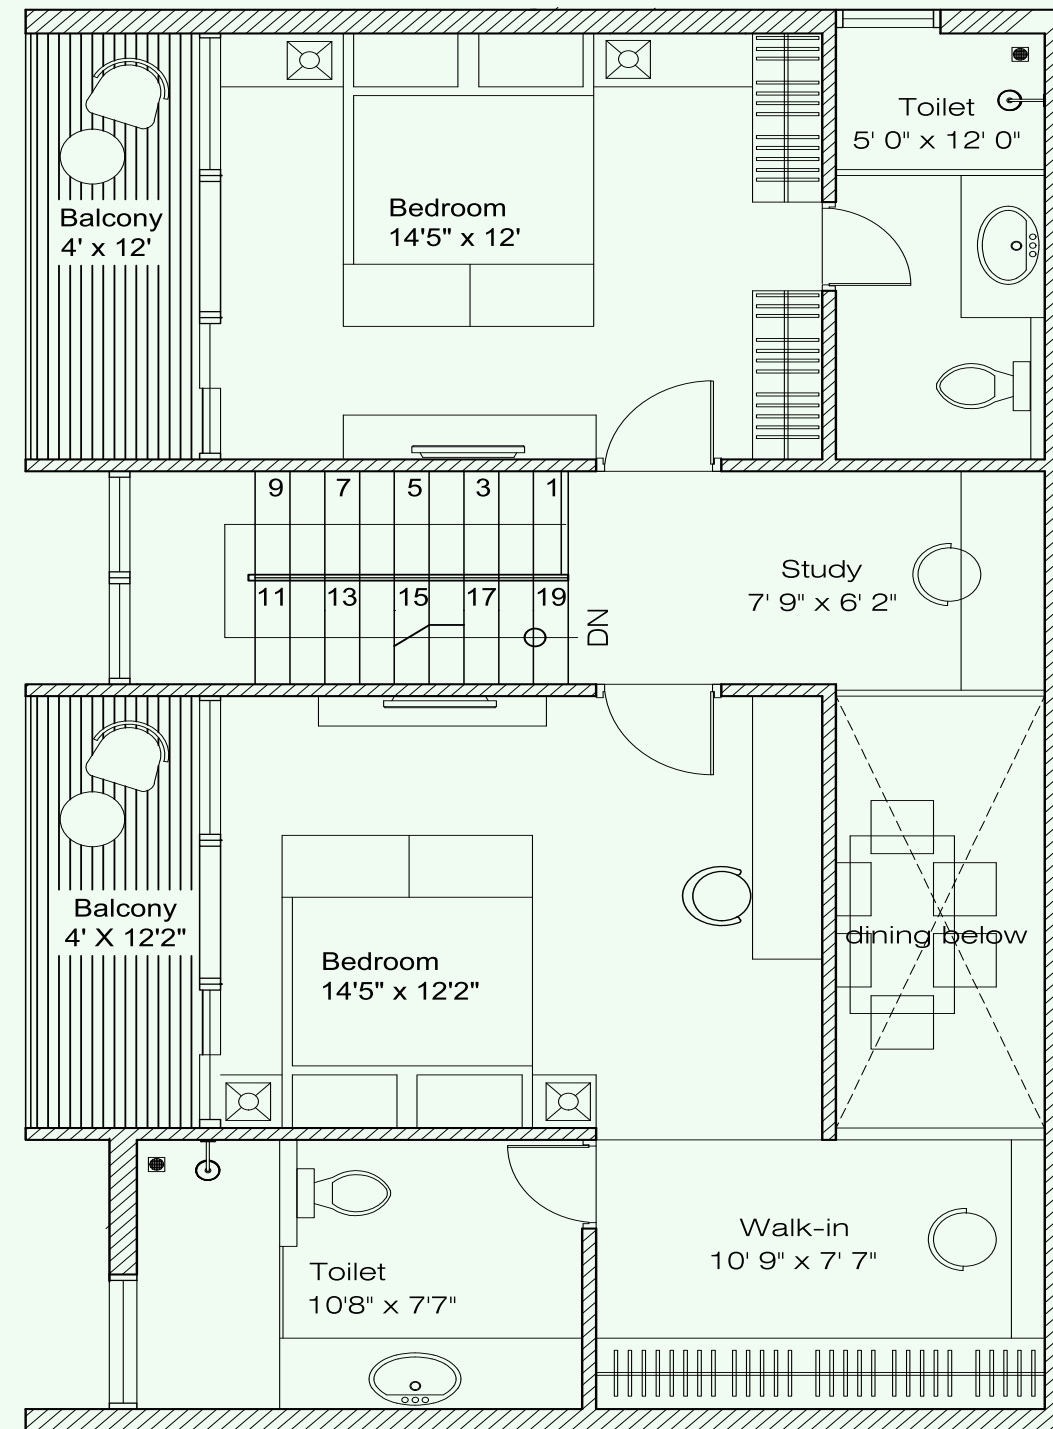 Toilet
5' 0" x 12' 0"
Balcony
4' x 12'
Bedroom
14'5" x 12'
9 7 5 3 1
11 13 15 17 19
DN
Study
7' 9" x 6' 2"
Balcony
4' X 12'2"
Bedroom
14'5" x 12'2"
dining below
Toilet
10'8" x 7'7"
Walk-in
10' 9" x 7' 7"